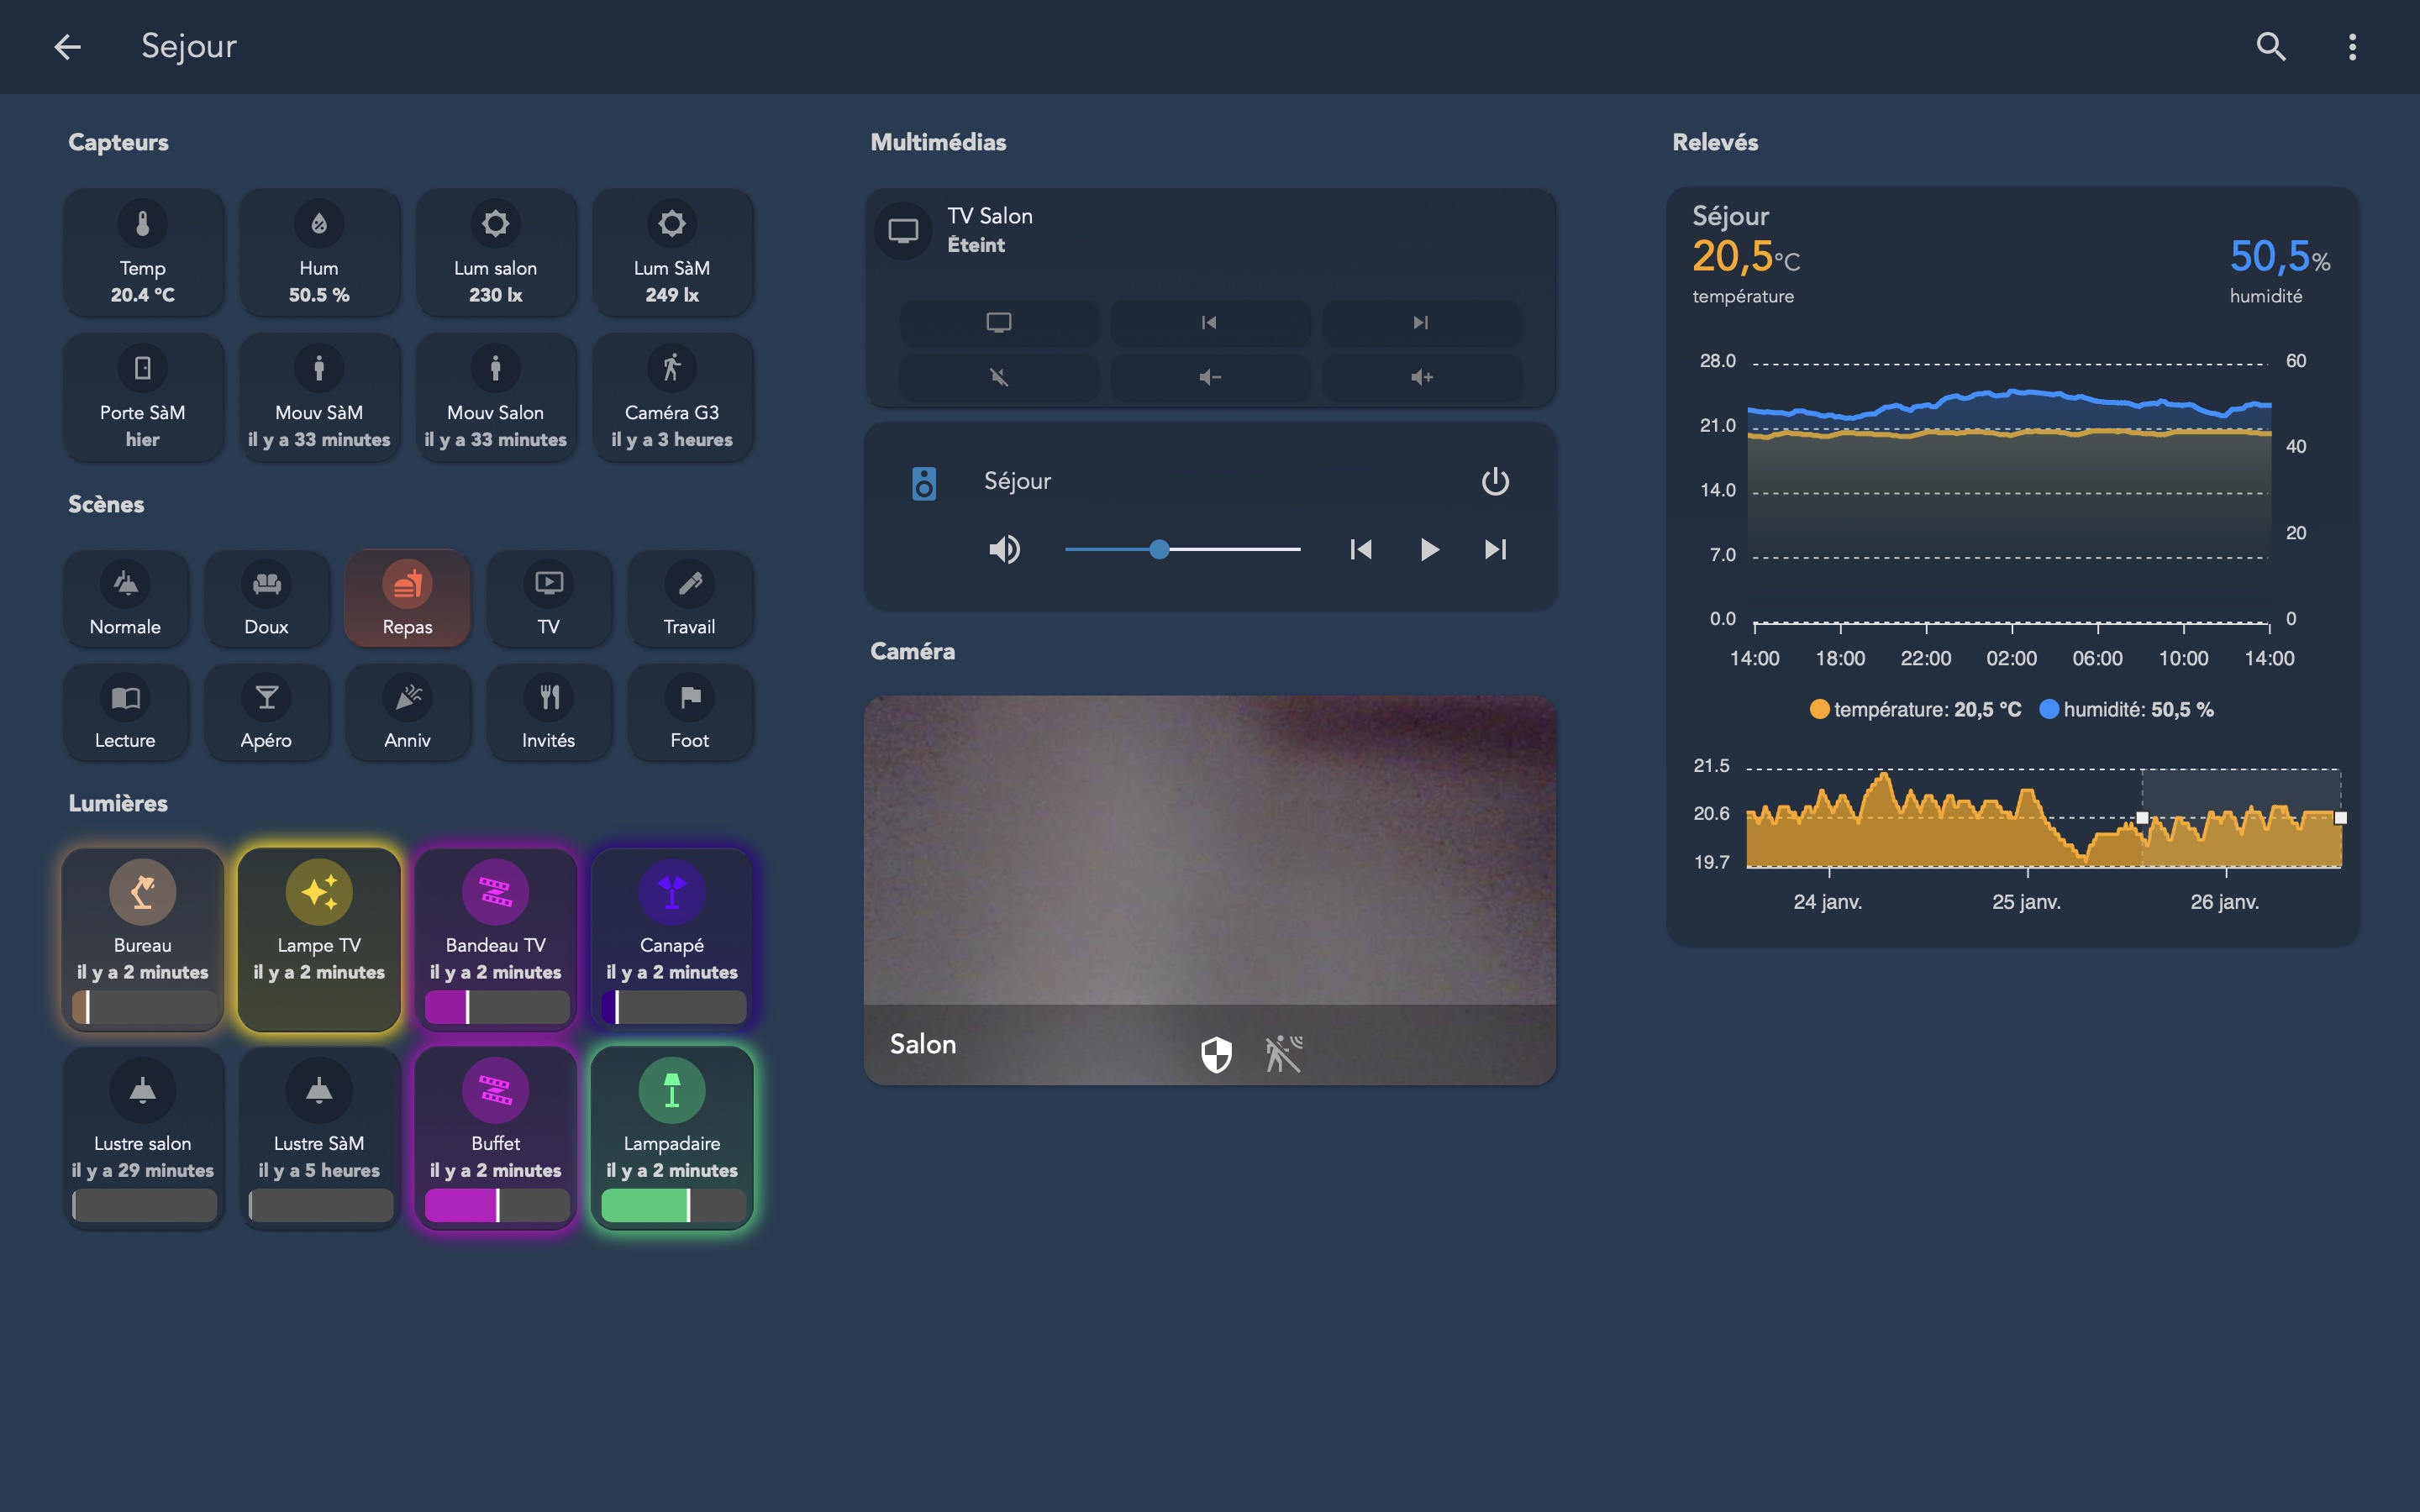 Sejour
Capteurs
Temp
20.4 °C
Hum
50.5 %
Lum salon
230 lx
Lum SàM
249 lx
Porte SàM
hier
Mouv SàM
il y a 33 minutes
Mouv Salon
il y a 33 minutes
Caméra G3
il y a 3 heures
Scènes
Normale
Doux
Repas
TV
Travail
Lecture
Apéro
Anniv
Invités
Foot
Lumières
Bureau
il y a 2 minutes
Lampe TV
il y a 2 minutes
Bandeau TV
il y a 2 minutes
Canapé
il y a 2 minutes
Lustre salon
il y a 29 minutes
Lustre SàM
il y a 5 heures
Buffet
il y a 2 minutes
Lampadaire
il y a 2 minutes
Multimédias
TV Salon
Éteint
Séjour
Caméra
Salon
Relevés
Séjour
20,5°C
température
50,5%
humidité
28.0
21.0
14.0
7.0
0.0
60
40
20
0
14:00 18:00 22:00 02:00 06:00 10:00 14:00
température: 20,5 °C humidité: 50,5 %
21.5
20.6
19.7
24 janv. 25 janv. 26 janv.